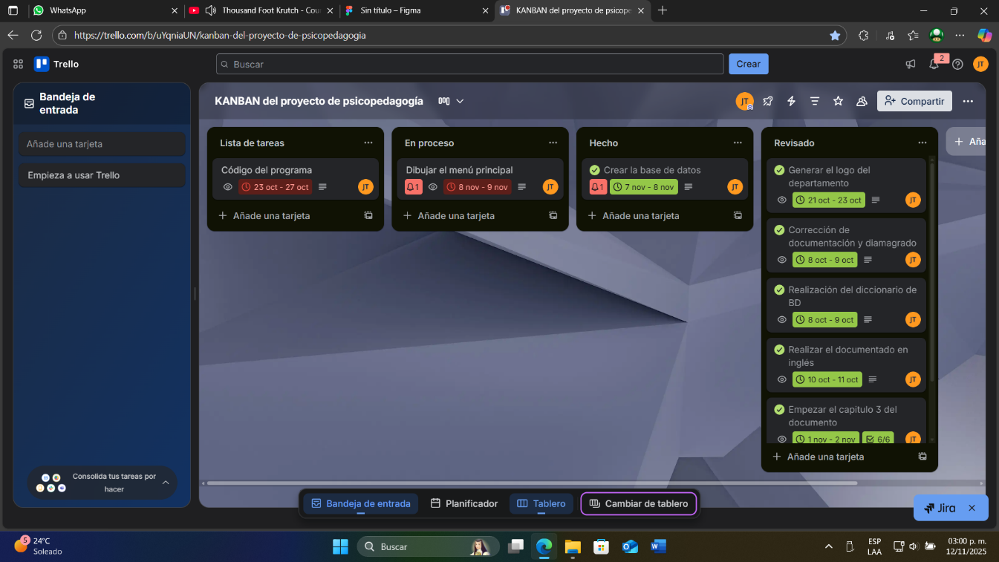 WhatsApp
Thousand Foot Krutch - Cou
Sin título – Figma
KANBAN del proyecto de psicope
https://trello.com/b/uYqniaUN/kanban-del-proyecto-de-psicopedagogia
Trello
Buscar
Crear
2
JT
Bandeja de
entrada
Añade una tarjeta
Empieza a usar Trello
Consolida tus tareas por
hacer
KANBAN del proyecto de psicopedagogía
JT
Compartir
Lista de tareas
Código del programa
23 oct - 27 oct
JT
Añade una tarjeta
En proceso
Dibujar el menú principal
1
8 nov - 9 nov
JT
Añade una tarjeta
Hecho
Crear la base de datos
1
7 nov - 8 nov
JT
Añade una tarjeta
Revisado
Generar el logo del
departamento
21 oct - 23 oct
JT
Corrección de
documentación y diamagrado
8 oct - 9 oct
JT
Realización del diccionario de
BD
8 oct - 9 oct
JT
Realizar el documentado en
inglés
10 oct - 11 oct
JT
Empezar el capitulo 3 del
documento
1 nov - 2 nov
6/6
JT
Añade una tarjeta
Aña
Bandeja de entrada
Planificador
Tablero
Cambiar de tablero
Jira
5
24°C
Soleado
Buscar
ESP
LAA
03:00 p. m.
12/11/2025